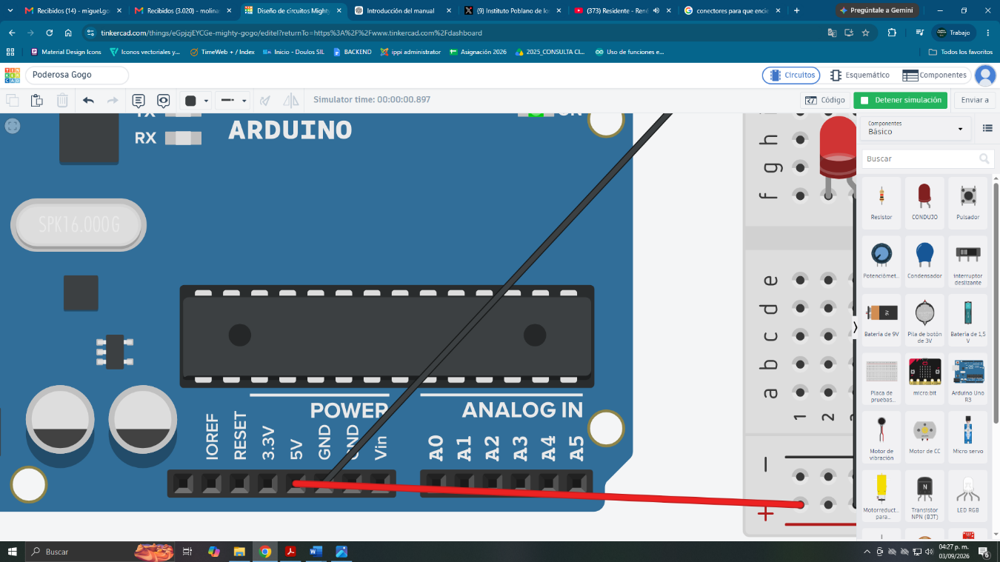 Recibidos (14) - miguel.go
Recibidos (3.020) - molina
Diseño de circuitos Mighty
Introducción del manual
(9) Instituto Poblano de lo
(373) Residente - René
conectores para que encie
Pregúntale a Gemini
tinkercad.com/things/eGpjzjEYCGe-mighty-gogo/editel?returnTo=https%3A%2F%2Fwww.tinkercad.com%2Fdashboard
Trabajo
Material Design Icons
Iconos vectoriales y...
TimeWeb + / Index
Inicio - Doulos SIL
BACKEND
ippi administrator
Asignación 2026
2025_CONSULTA CI...
Uso de funciones e...
Todos los favoritos
TIN
KER
CAD
Poderosa Gogo
Circuitos
Esquemático
Componentes
Simulator time: 00:00:00.897
Código
Detener simulación
Enviar a
TX
RX
ARDUINO
ON
SPK16.000G
POWER
ANALOG IN
IOREF
RESET
3.3V
5V
GND
GND
Vin
A0
A1
A2
A3
A4
A5
h
g
f
e
d
c
b
a
1
2
−
+
Componentes
Básico
Buscar
Resistor
CONDUJO
Pulsador
Potenciómet...
Condensador
interruptor
deslizante
9V
Batería de 9V
Pila de botón
de 3V
Batería de 1,5
V
Placa de
pruebas...
micro:bit
Arduino Uno
R3
Motor de
vibración
Motor de CC
Micro servo
Motorreduct...
para...
N
Transistor
NPN (BJT)
LED RGB
Buscar
04:27 p. m.
03/09/2026
6